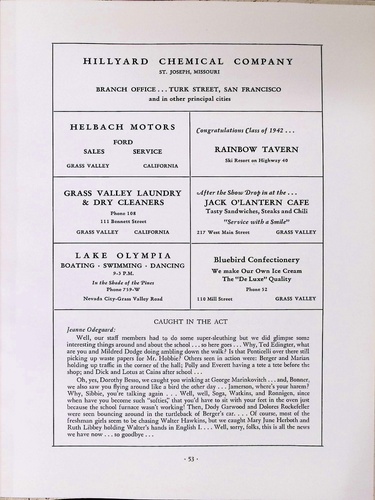 HILLYARD CHEMICAL COMPANY
ST. JOSEPH, MISSOURI
BRANCH OFFICE . . . TURK STREET, SAN FRANCISCO
and in other principal cities
HELBACH MOTORS
FORD
SALES SERVICE
GRASS VALLEY CALIFORNIA
Congratulations Class of 1942 . . .
RAINBOW TAVERN
Ski Resort on Highway 40
GRASS VALLEY LAUNDRY
& DRY CLEANERS
Phone 108
111 Bennett Street
GRASS VALLEY CALIFORNIA
After the Show Drop in at the . . .
JACK O'LANTERN CAFE
Tasty Sandwiches, Steaks and Chili
"Service with a Smile"
217 West Main Street GRASS VALLEY
LAKE OLYMPIA
BOATING - SWIMMING - DANCING
9-3 P.M.
In the Shade of the Pines
Phone 759-W
Nevada City-Grass Valley Road
Bluebird Confectionery
We make Our Own Ice Cream
The "De Luxe" Quality
Phone 52
110 Mill Street GRASS VALLEY
CAUGHT IN THE ACT
Jeanne Odegaard:
Well, our staff members had to do some super-sleuthing but we did glimpse some
interesting things around and about the school . . . so here goes . . . Why, Ted Edingter, what
are you and Mildred Dodge doing ambling down the walk? Is that Ponticelli over there still
picking up waste papers for Mr. Hobbie? Others seen in action were: Berger and Marian
holding up traffic in the corner of the hall; Polly and Everett having a tete a tete before the
shop; and Dick and Lotus at Cains after school . . .
Oh, yes, Dorothy Besso, we caught you winking at George Marinkovitch . . . and, Bonner,
we also saw you flying around like a bird the other day . . . Jamerson, where's your harem?
Why, Sibbie, you're talking again . . . Well, well, Sega, Watkins, and Rosnigen, since
when have you become such "softies," that you'd have to sit with your feet in the oven just
because the school furnace wasn't working! Then, Dody Garwood and Dolores Rockefeller
were seen bouncing around in the turtleback of Berger's car. . . . Of course, most of the
freshman girls seem to be chasing Walter Hawkins, but we caught Mary June Herboth and
Ruth Libbey holding Walter's hands in English I. . . . Well, sorry, folks, this is all the news
we have now . . . so goodbye . . .
- 53 -